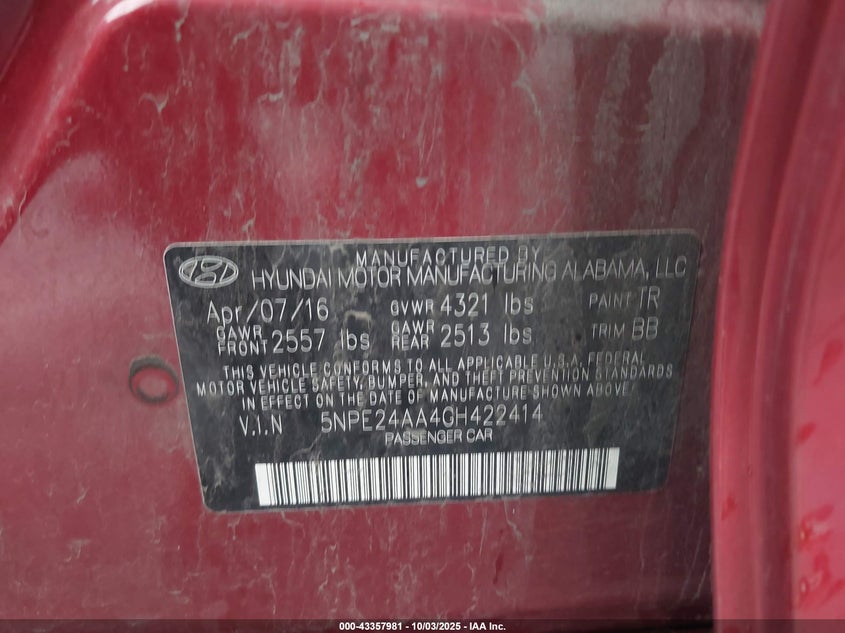 MANUFACTURED BY
HYUNDAI MOTOR MANUFACTURING ALABAMA, LLC
Apr/07/16 GVWR 4321 lbs PAINT TR
GAWR FRONT 2557 lbs GAWR REAR 2513 lbs TRIM BB
THIS VEHICLE CONFORMS TO ALL APPLICABLE U.S.A. FEDERAL
MOTOR VEHICLE SAFETY, BUMPER, AND THEFT PREVENTION STANDARDS
IN EFFECT ON THE DATE OF MANUFACTURE SHOWN ABOVE.
V.I.N 5NPE24AA4GH422414
PASSENGER CAR
000-43357981 - 10/03/2025 - IAA Inc.